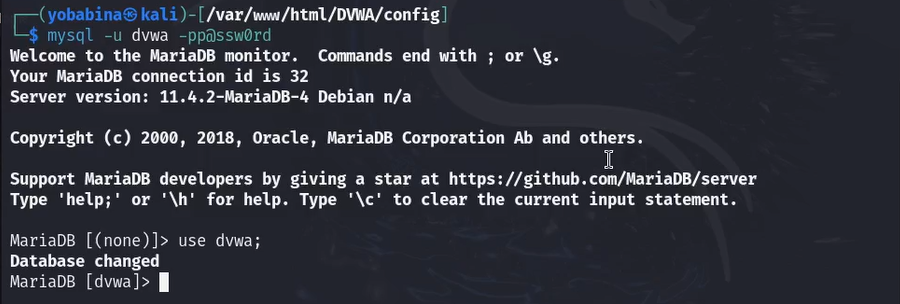 ┌──(yobabina㉿kali)-[/var/www/html/DVWA/config]
└─$ mysql -u dvwa -pp@ssw0rd
Welcome to the MariaDB monitor.  Commands end with ; or \g.
Your MariaDB connection id is 32
Server version: 11.4.2-MariaDB-4 Debian n/a

Copyright (c) 2000, 2018, Oracle, MariaDB Corporation Ab and others.

Support MariaDB developers by giving a star at https://github.com/MariaDB/server
Type 'help;' or '\h' for help. Type '\c' to clear the current input statement.

MariaDB [(none)]> use dvwa;
Database changed
MariaDB [dvwa]>